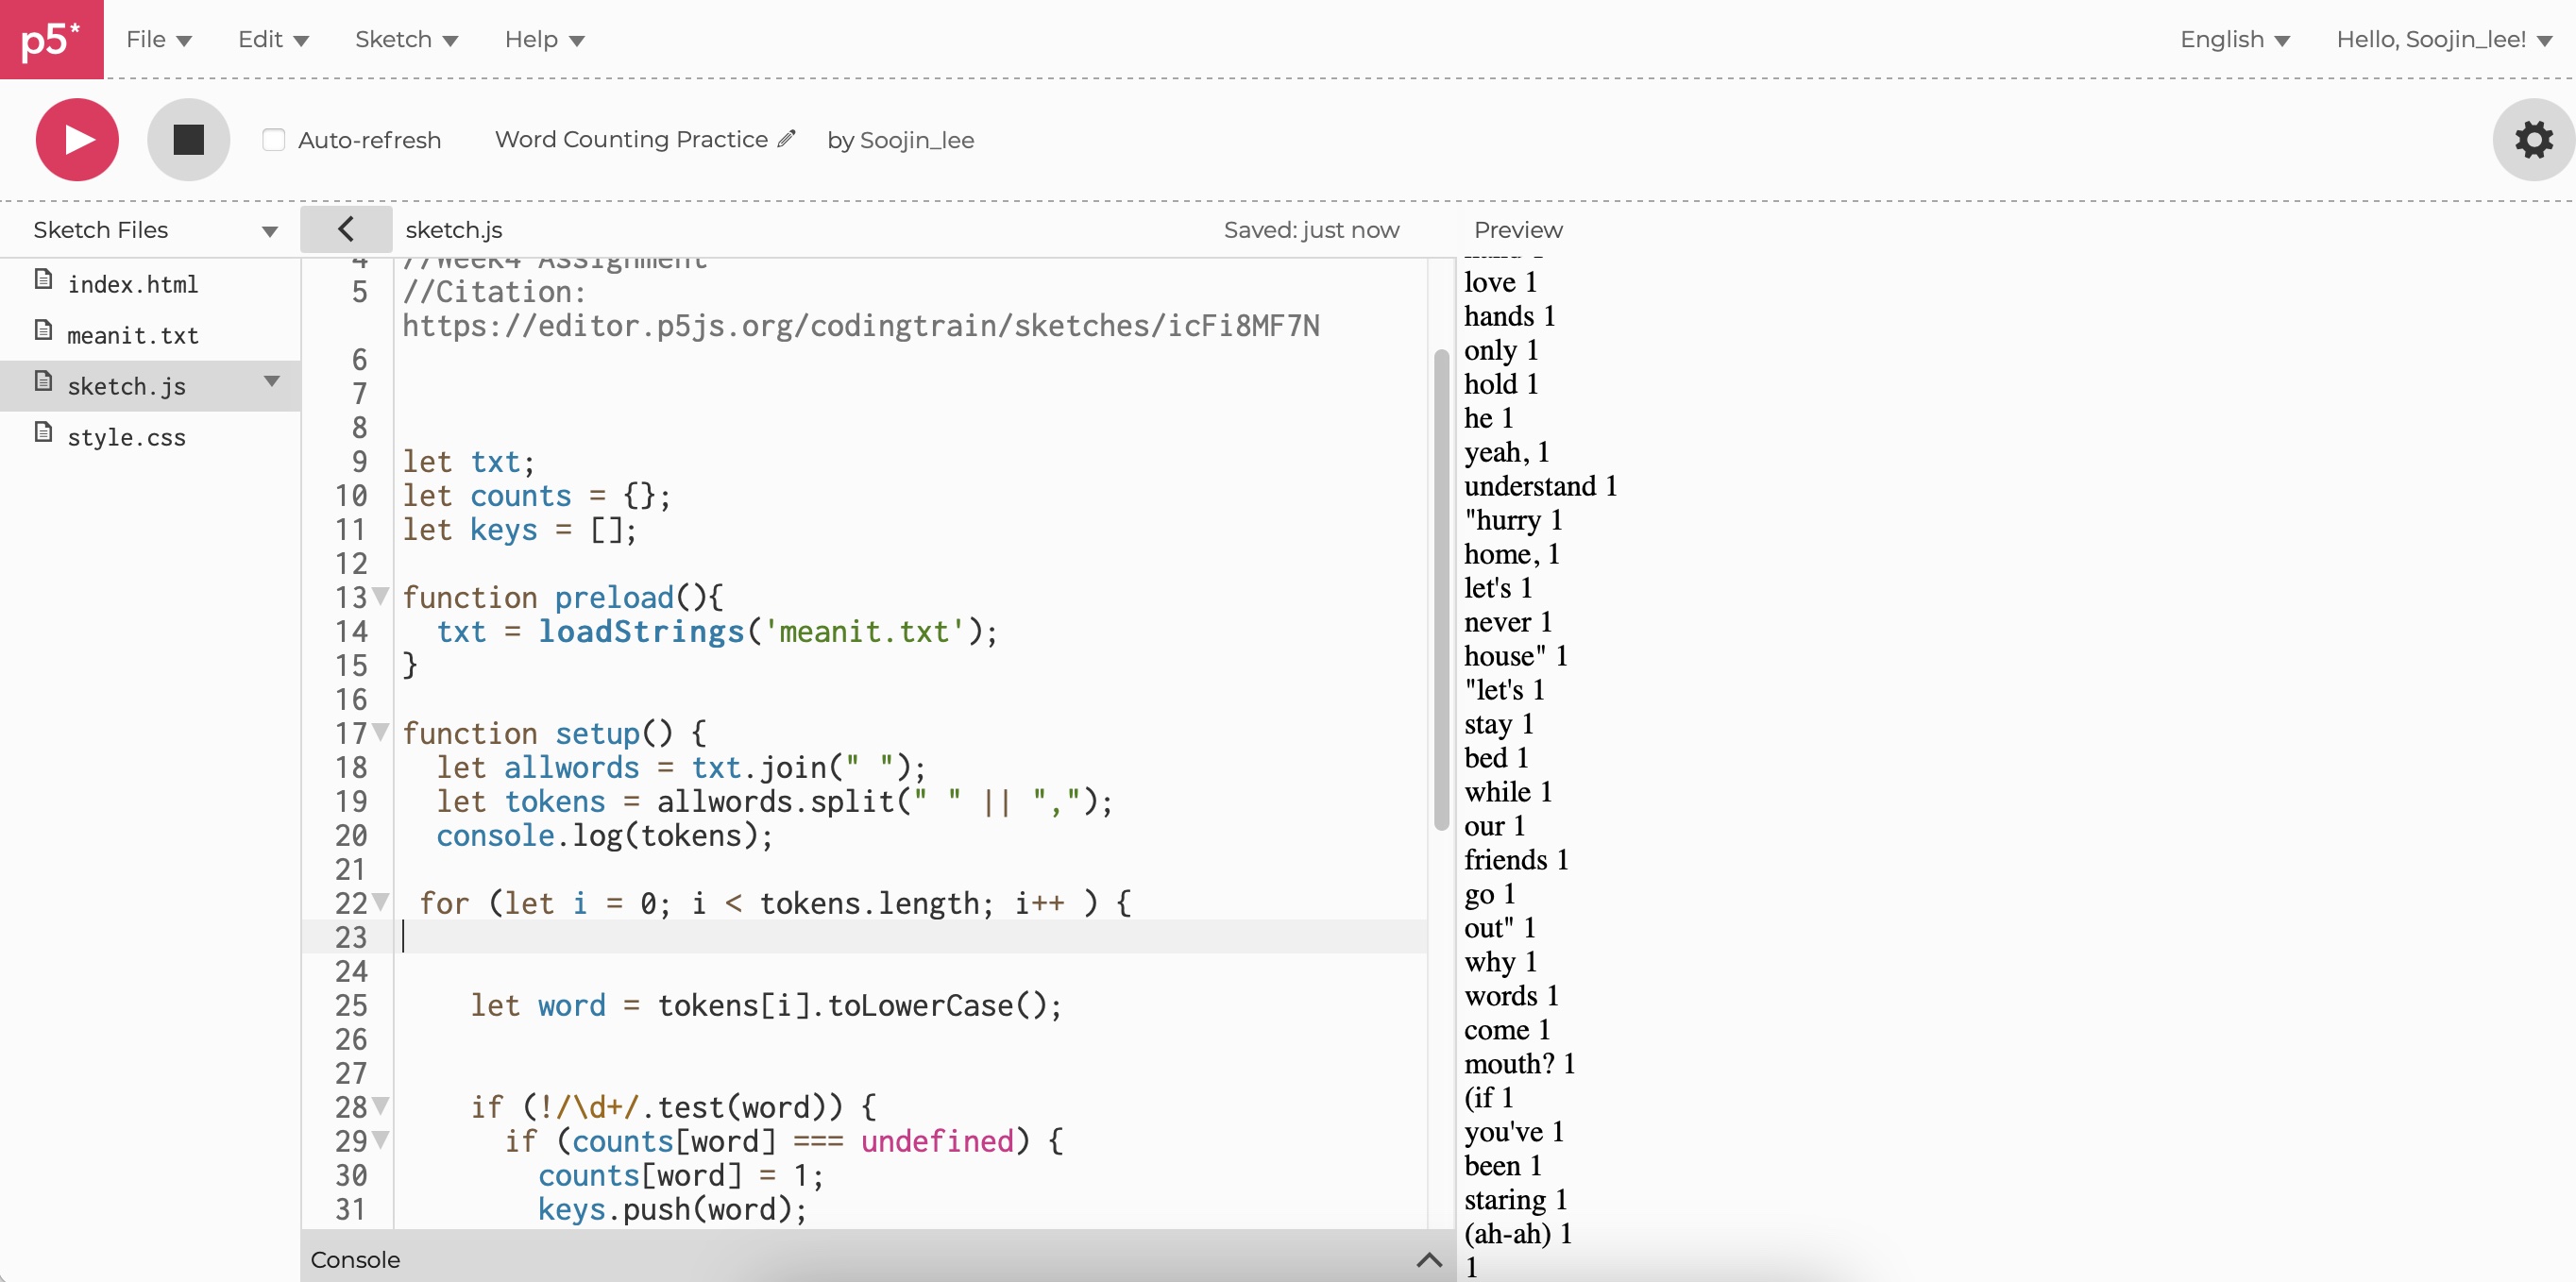 p5* File Edit Sketch Help English Hello, Soojin_lee!
Auto-refresh Word Counting Practice by Soojin_lee
Sketch Files
index.html
meanit.txt
sketch.js
style.css
sketch.js Saved: just now
4 //Week4 Assignment
5 //Citation:
https://editor.p5js.org/codingtrain/sketches/icFi8MF7N
6
7
8
9 let txt;
10 let counts = {};
11 let keys = [];
12
13 function preload(){
14 txt = loadStrings('meanit.txt');
15 }
16
17 function setup() {
18 let allwords = txt.join(" ");
19 let tokens = allwords.split(" " || ",");
20 console.log(tokens);
21
22 for (let i = 0; i < tokens.length; i++ ) {
23
24
25 let word = tokens[i].toLowerCase();
26
27
28 if (!/\d+/.test(word)) {
29 if (counts[word] === undefined) {
30 counts[word] = 1;
31 keys.push(word);
Console
Preview
love 1
hands 1
only 1
hold 1
he 1
yeah, 1
understand 1
"hurry 1
home, 1
let's 1
never 1
house" 1
"let's 1
stay 1
bed 1
while 1
our 1
friends 1
go 1
out" 1
why 1
words 1
come 1
mouth? 1
(if 1
you've 1
been 1
staring 1
(ah-ah) 1
1